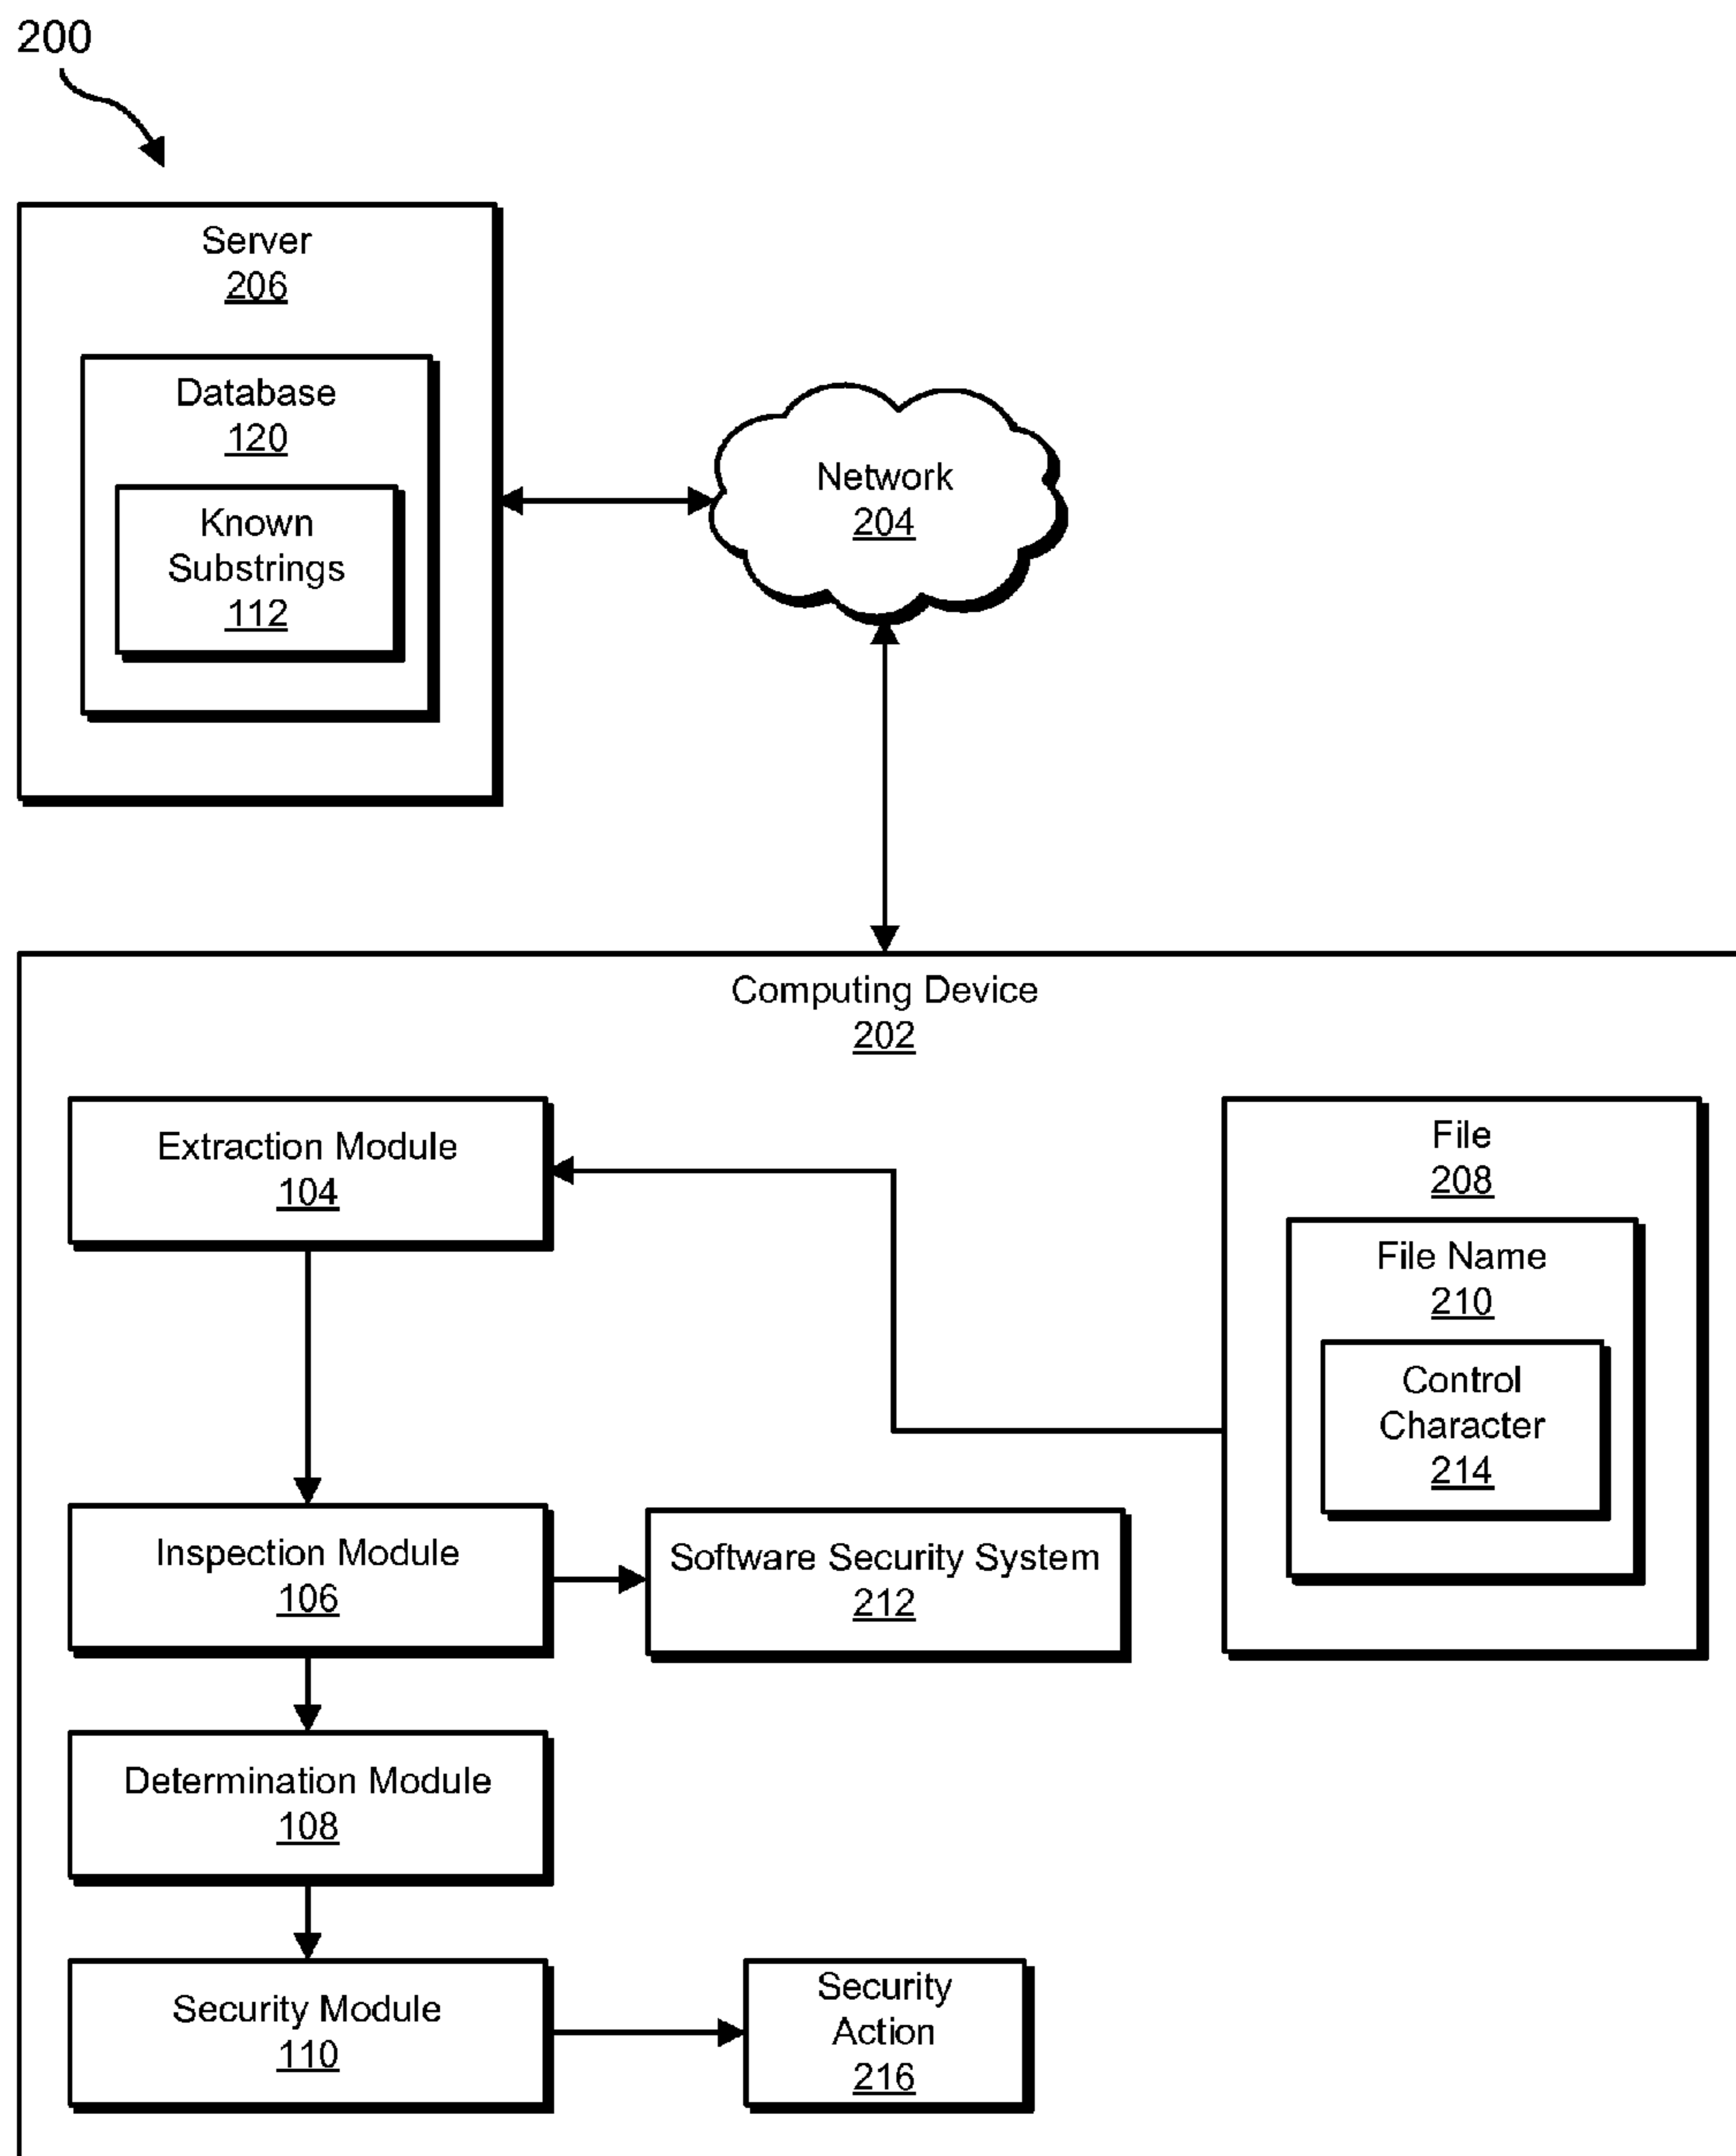 200
Server
206
Database
120
Known
Substrings
112
Network
204
Computing Device
202
Extraction Module
104
File
208
File Name
210
Control
Character
214
Inspection Module
106
Software Security System
212
Determination Module
108
Security Module
110
Security
Action
216